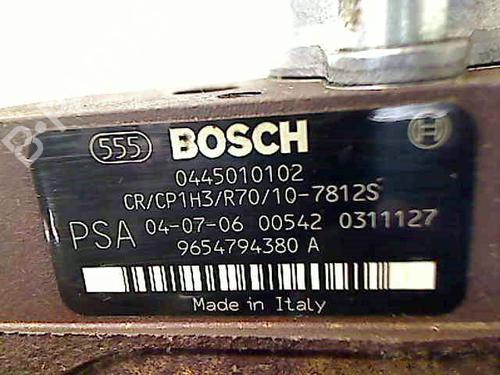 555 BOSCH
0445010102
CR/CP1H3/R70/10-7812S
PSA 04-07-06 00542 0311127
9654794380 A
Made in Italy